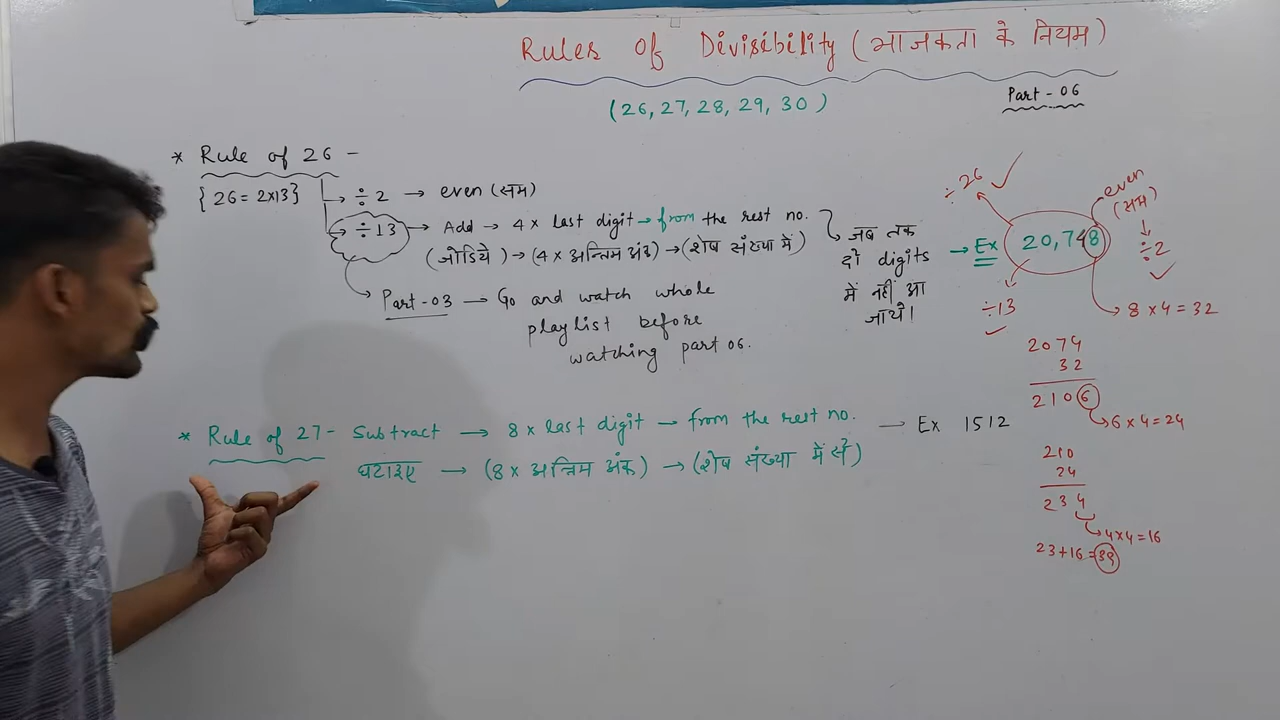 Rules Of Divisibility (भाजकता के नियम)
(26, 27, 28, 29, 30)
Part - 06
* Rule of 26 -
{26 = 2x13}
÷2 → even (सम)
÷13 → Add → 4 x last digit → from the rest no.
(जोडिये) → (4 x अन्तिम अंक) → (शेष संख्या में)
जब तक
दो digits
में नहीं आ
जाये।
Part-03 → Go and watch whole
playlist before
watching part 06.
→ Ex 20,748
÷26 ✓
even
(सम)
÷2
✓
÷13
✓
8 x 4 = 32
2074
32
2106
6 x 4 = 24
210
24
234
4x4 = 16
23+16 = 39
* Rule of 27 - Subtract → 8 x last digit → from the rest no. → Ex 1512
घटाइए → (8 x अन्तिम अंक) → (शेष संख्या में से)